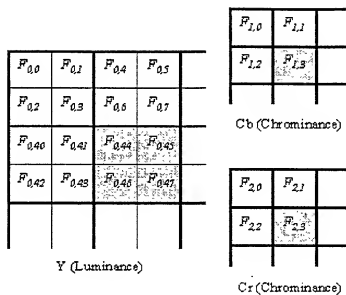 F0,0 F0,1 F0,4 F0,5
F0,2 F0,3 F0,6 F0,7
F0,40 F0,41 F0,44 F0,45
F0,42 F0,43 F0,46 F0,47
Y (Luminance)
F1,0 F1,1
F1,2 F1,3
Cb (Chrominance)
F2,0 F2,1
F2,2 F2,3
Cr (Chrominance)